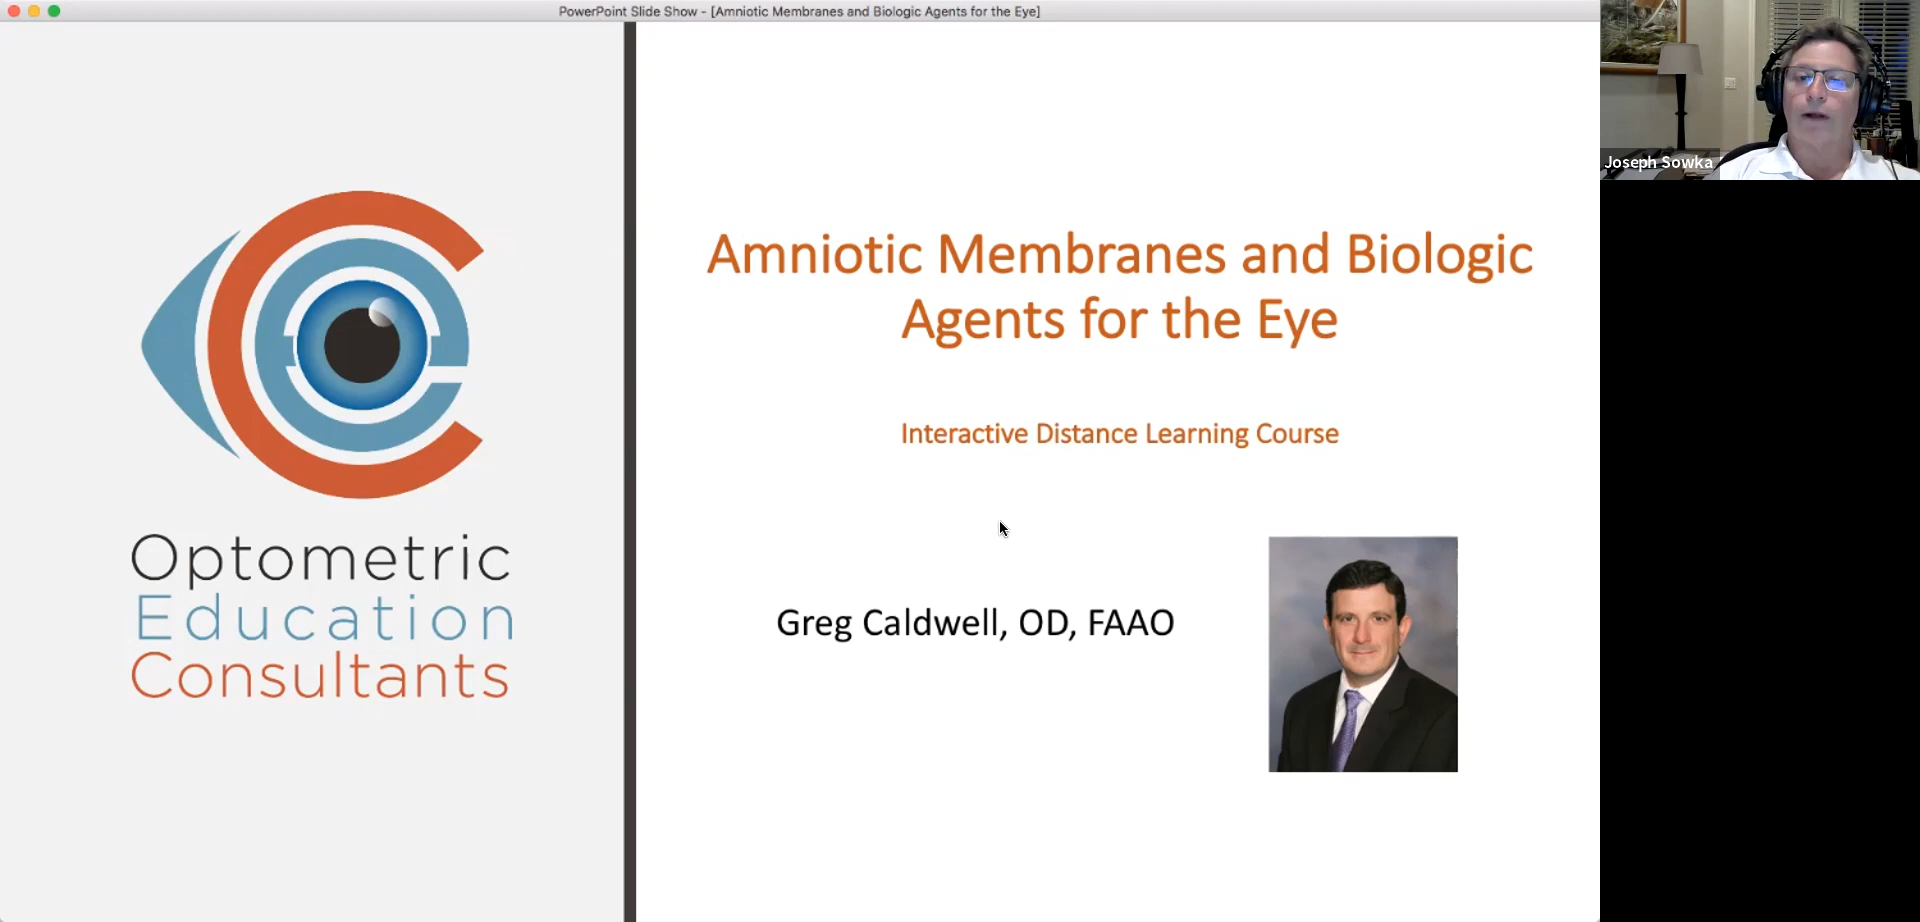 PowerPoint Slide Show - [Amniotic Membranes and Biologic Agents for the Eye]
Joseph Sowka
Amniotic Membranes and Biologic
Agents for the Eye
Interactive Distance Learning Course
Greg Caldwell, OD, FAAO
Optometric
Education
Consultants